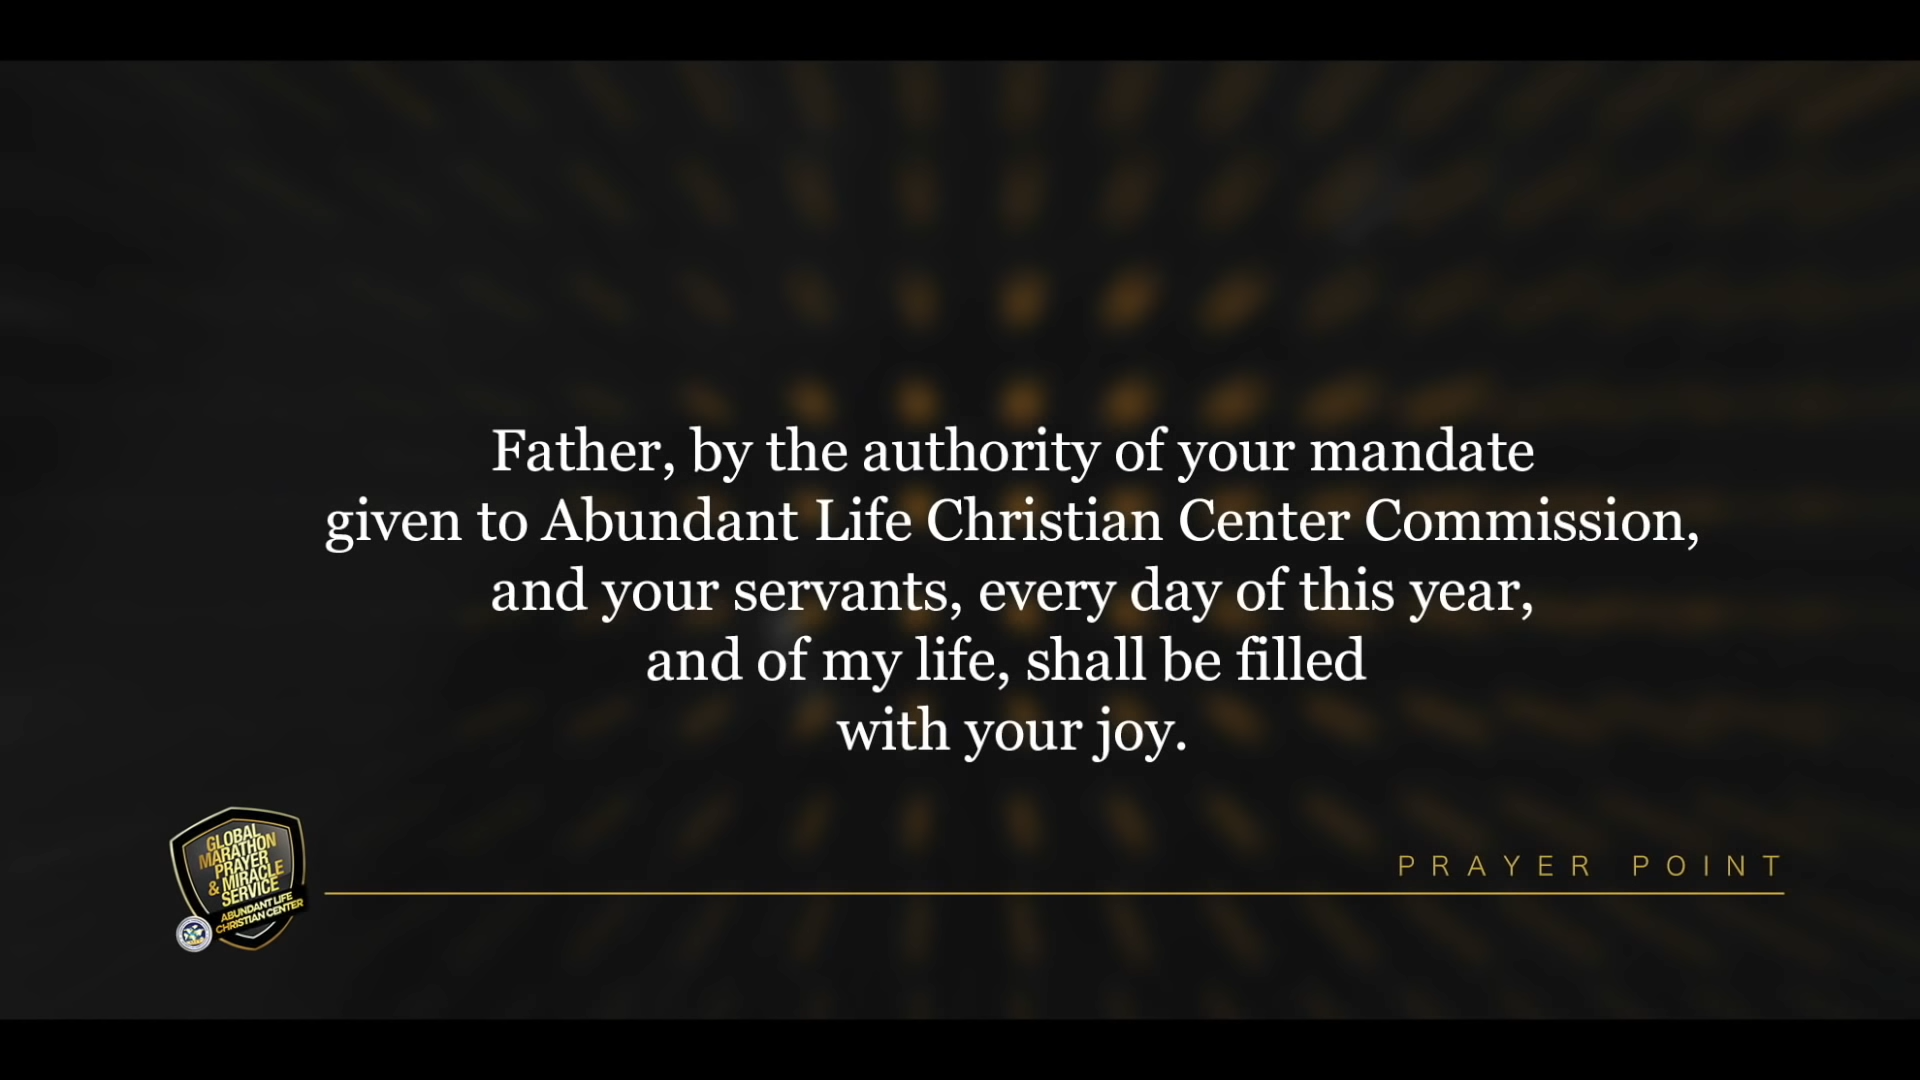 Father, by the authority of your mandate
given to Abundant Life Christian Center Commission,
and your servants, every day of this year,
and of my life, shall be filled
with your joy.
PRAYER POINT
GLOBAL
MARATHON
PRAYER
& MIRACLE
SERVICE
ABUNDANT LIFE
CHRISTIAN CENTER